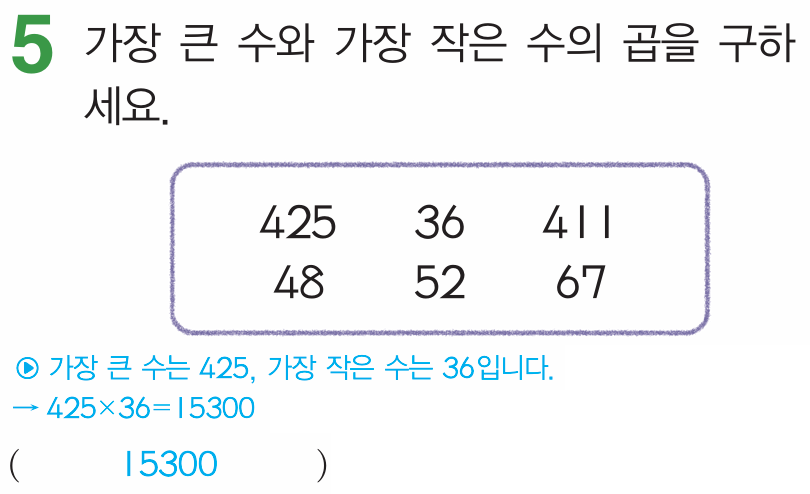 5 가장 큰 수와 가장 작은 수의 곱을 구하
세요.
425 36 411
48 52 67
▶ 가장 큰 수는 425, 가장 작은 수는 36입니다.
→ 425×36=15300
( 15300 )